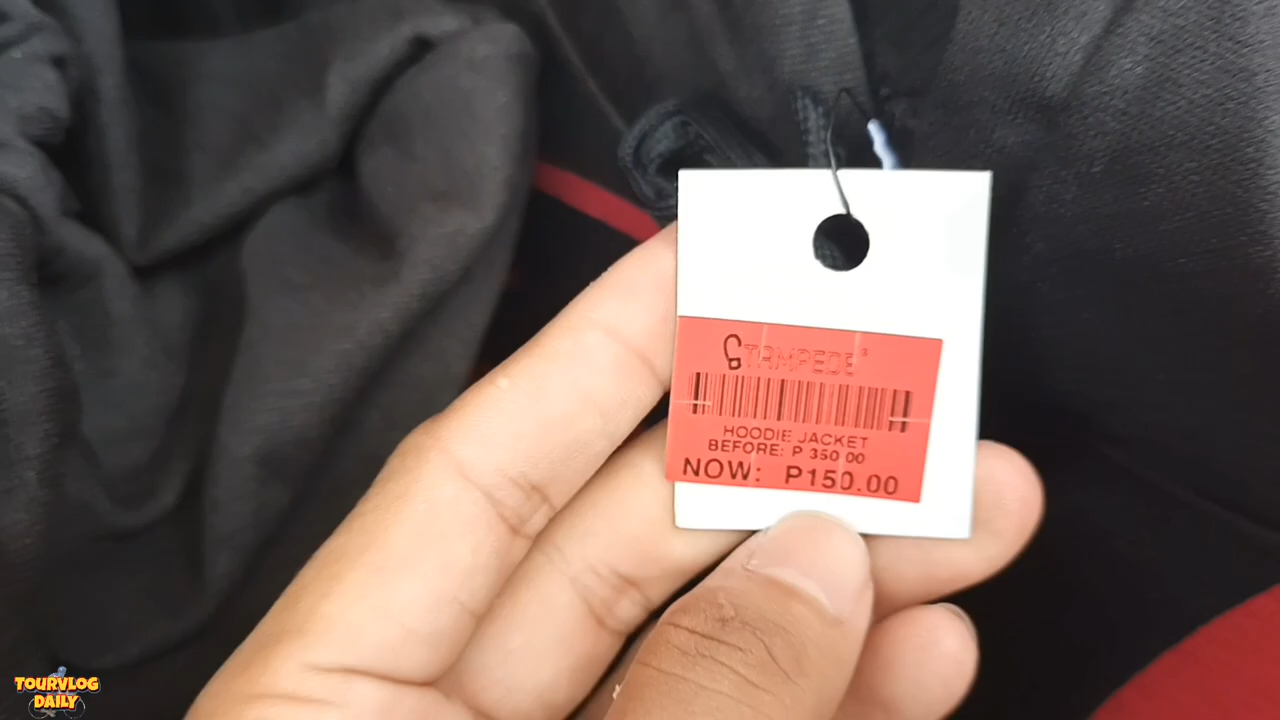 STAMPEDE®
HOODIE JACKET
BEFORE: P 350.00
NOW: P150.00
TOURVLOG
DAILY